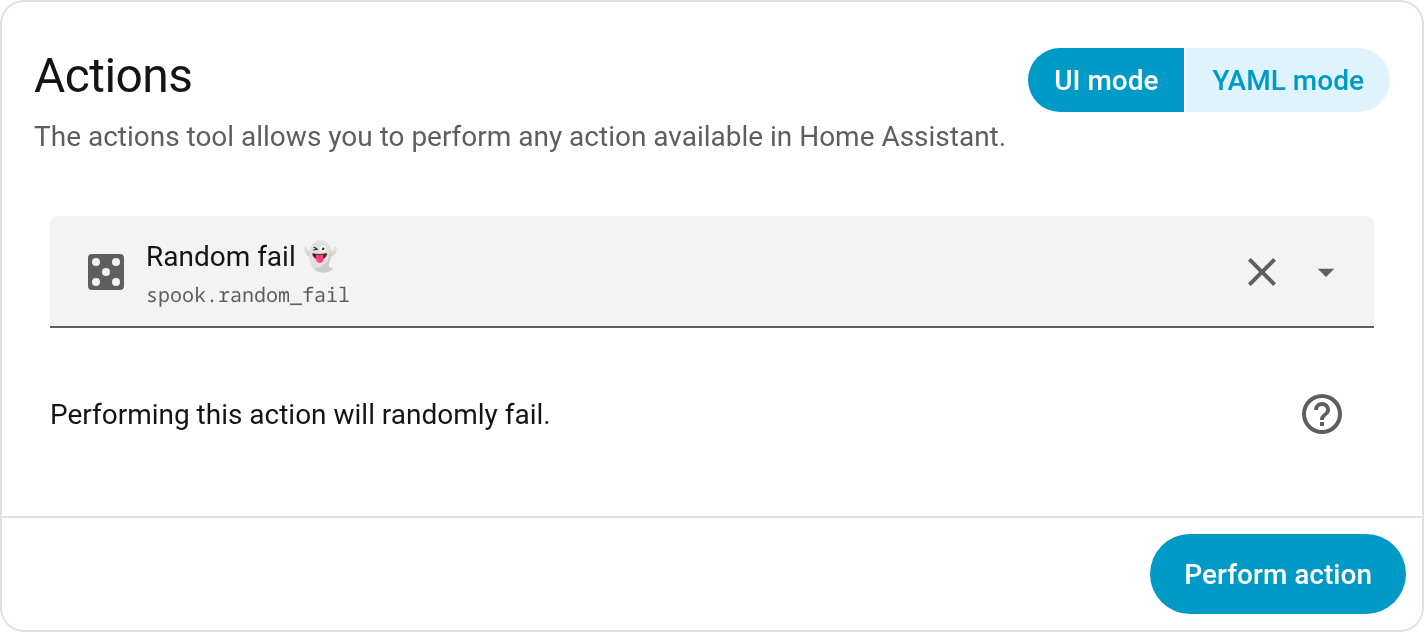 Actions
UI mode
YAML mode
The actions tool allows you to perform any action available in Home Assistant.
Random fail 👻
spook.random_fail
Performing this action will randomly fail.
Perform action